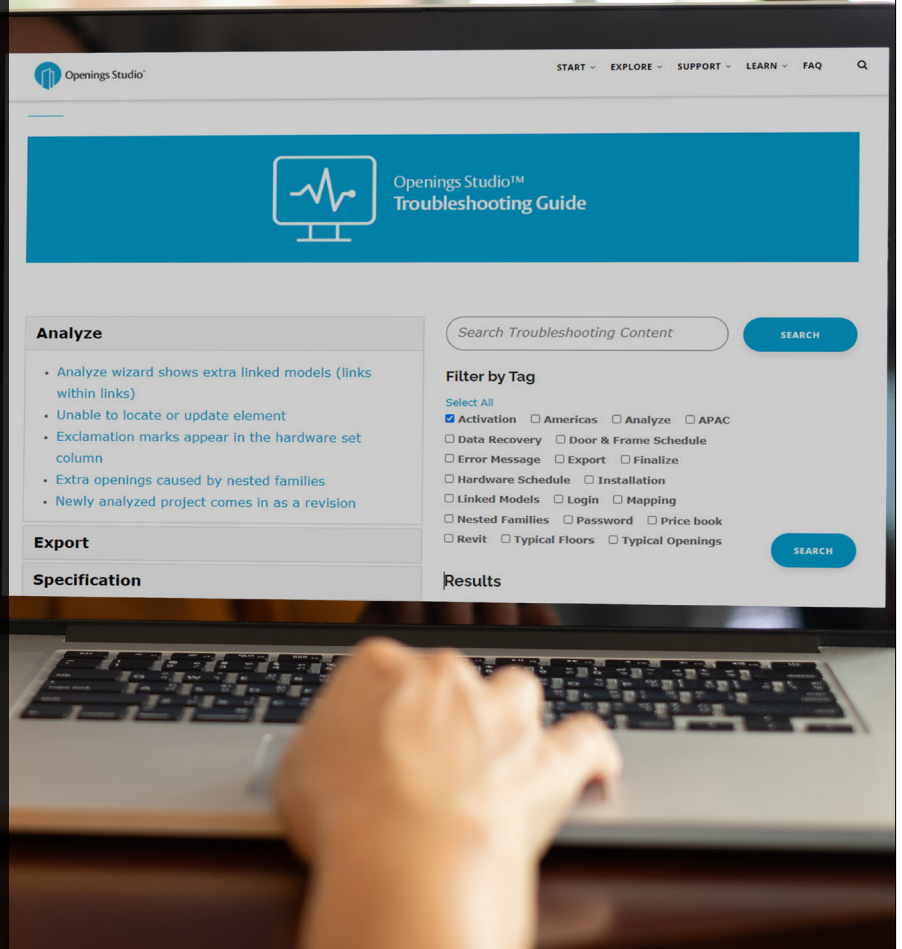 Openings Studio™
START EXPLORE SUPPORT LEARN FAQ
Openings Studio™
Troubleshooting Guide
Analyze
• Analyze wizard shows extra linked models (links
within links)
• Unable to locate or update element
• Exclamation marks appear in the hardware set
column
• Extra openings caused by nested families
• Newly analyzed project comes in as a revision
Export
Specification
Search Troubleshooting Content
SEARCH
Filter by Tag
Select All
Activation Americas Analyze APAC
Data Recovery Door & Frame Schedule
Error Message Export Finalize
Hardware Schedule Installation
Linked Models Login Mapping
Nested Families Password Price book
Revit Typical Floors Typical Openings
SEARCH
Results